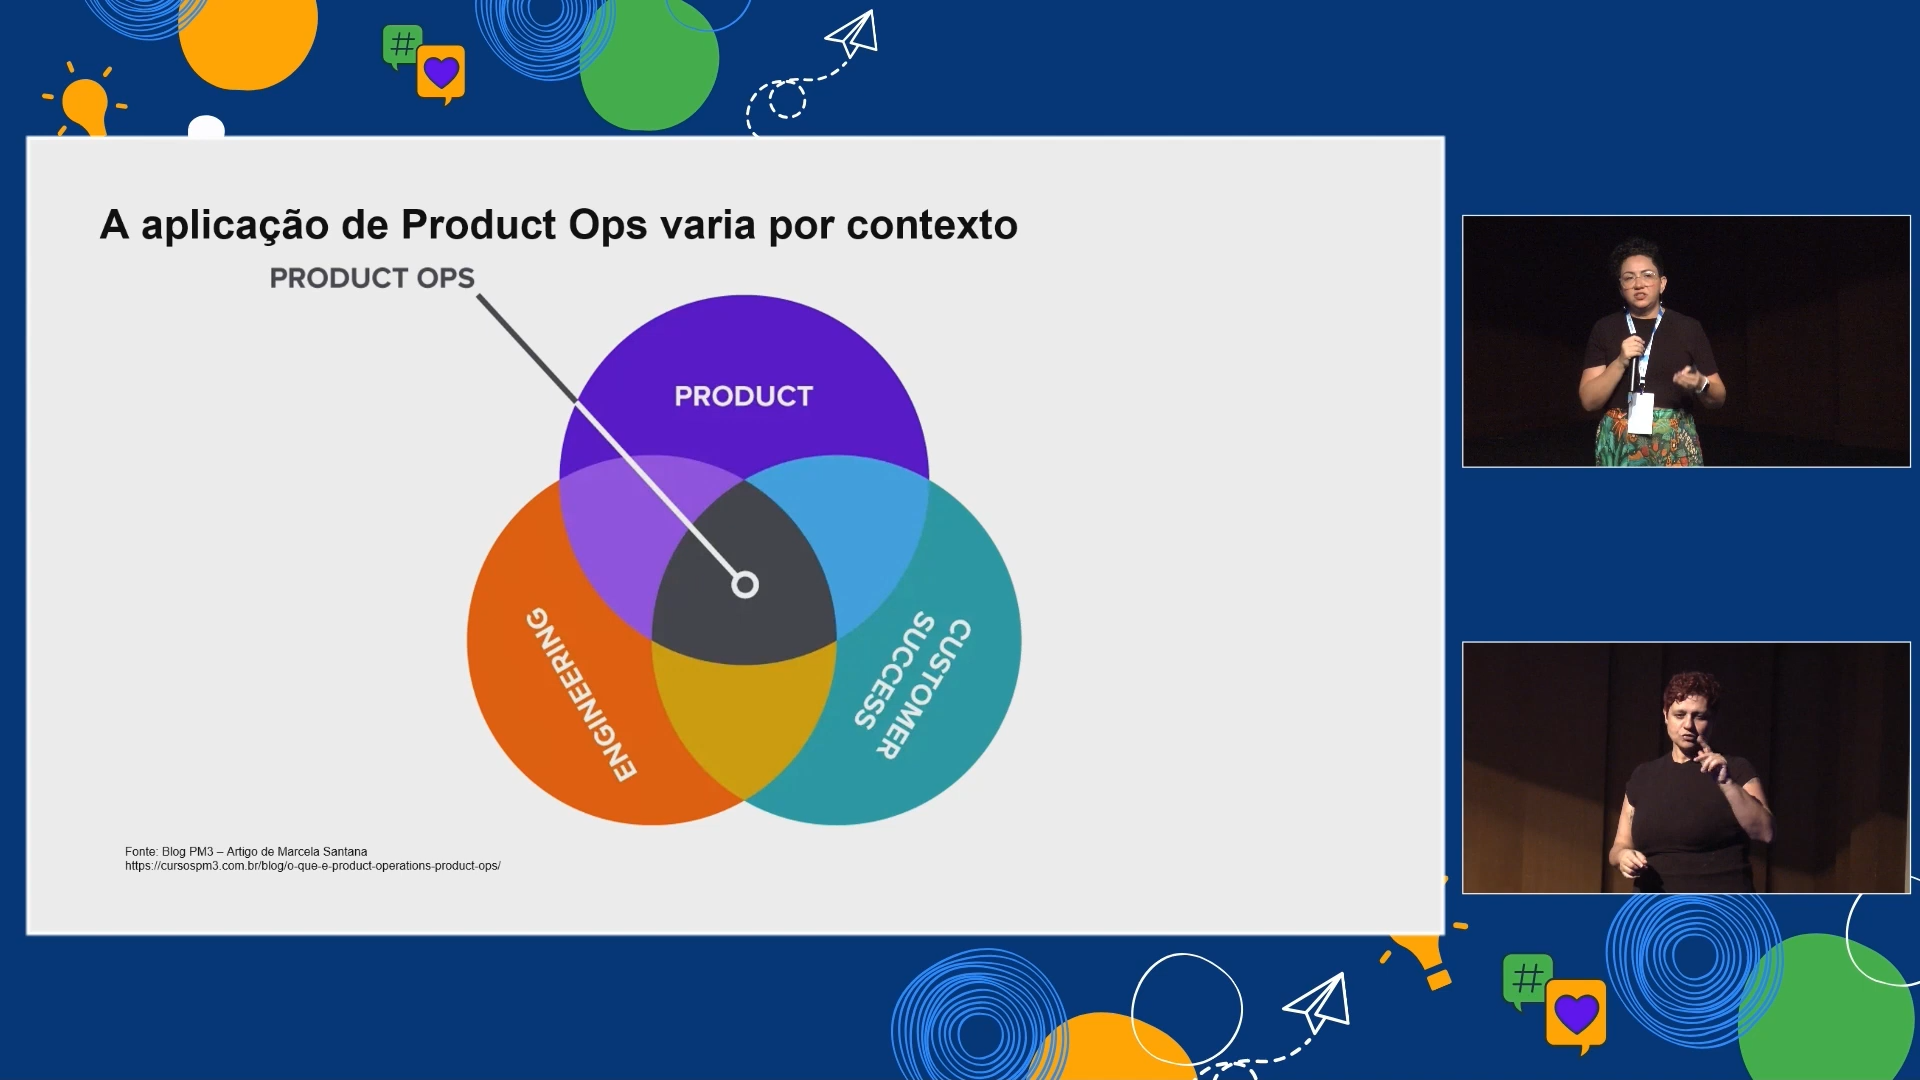 A aplicação de Product Ops varia por contexto
PRODUCT OPS
PRODUCT
ENGINEERING
CUSTOMER
SUCCESS
Fonte: Blog PM3 – Artigo de Marcela Santana
https://cursospm3.com.br/blog/o-que-e-product-operations-product-ops/
#
#